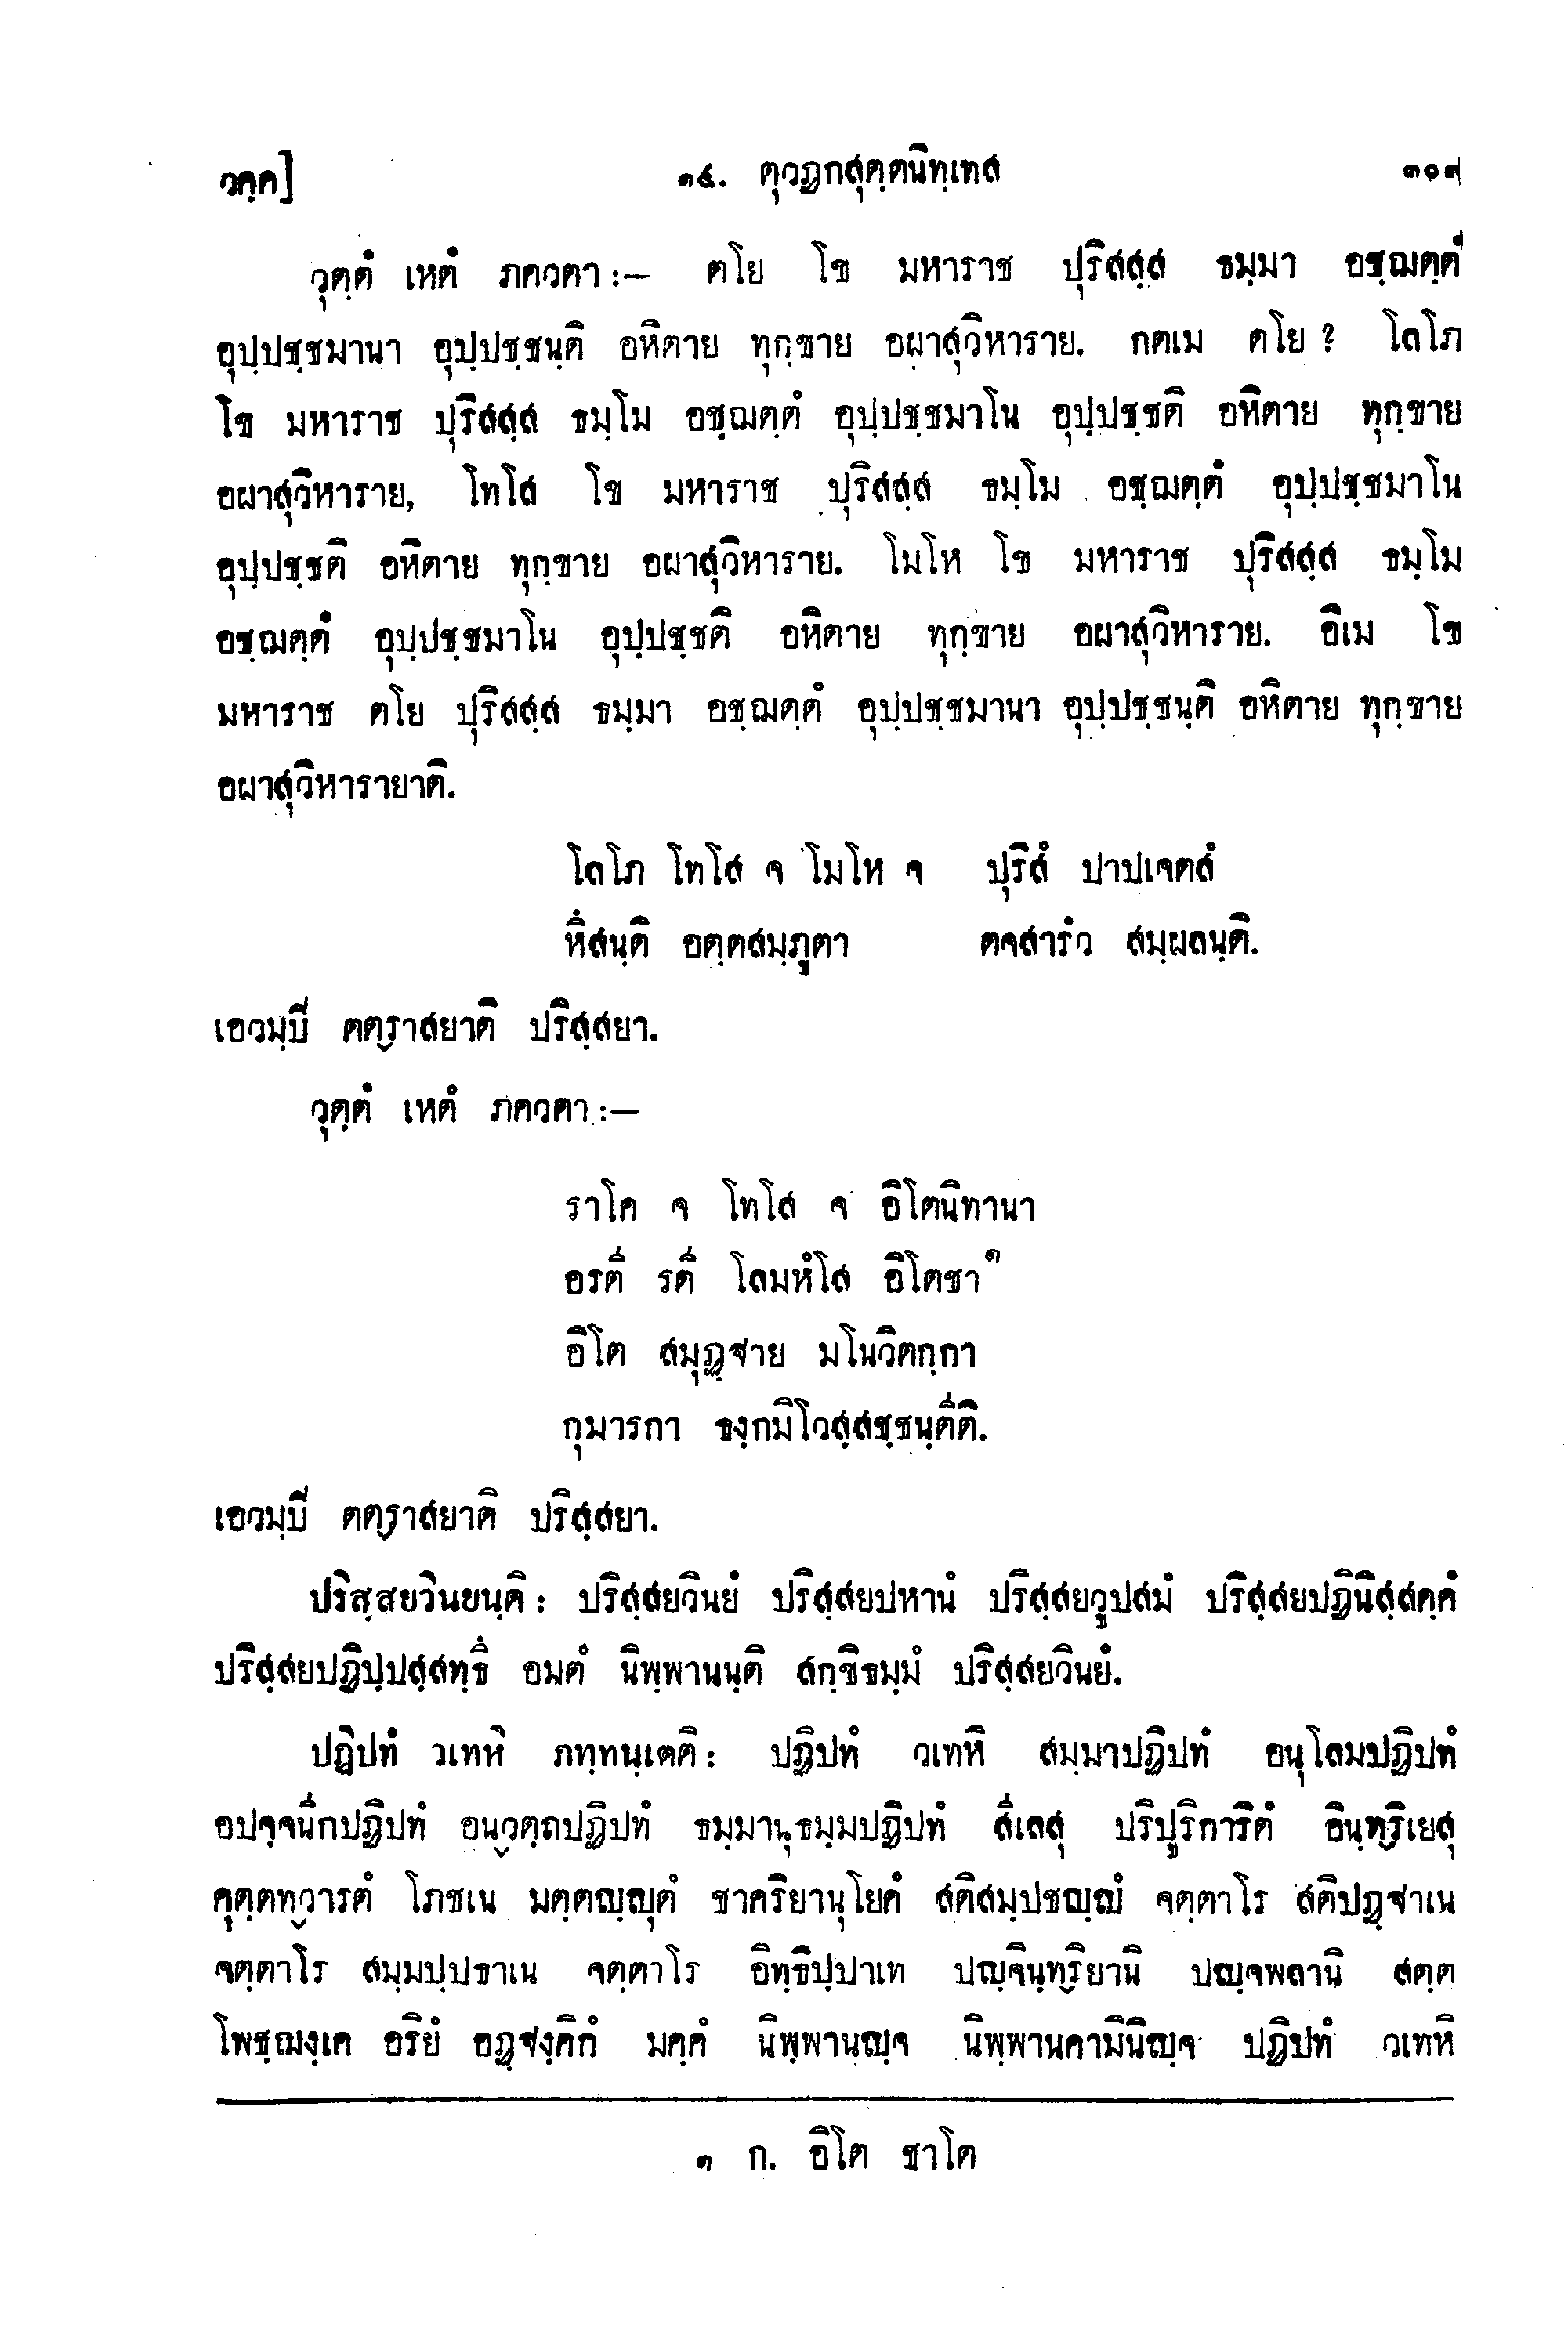 วคฺค] ๑๔. ตุวฏกสุตฺตนิทฺเทส ๓๐๙
วุตฺตํ เหตํ ภควตา :— ตโย โข มหาราช ปุริสสฺส ธมฺมา อชฺฌตฺตํ
อุปฺปชฺชมานา อุปฺปชฺชนฺติ อหิตาย ทุกฺขาย อผาสุวิหาราย. กตเม ตโย ? โลโภ
โข มหาราช ปุริสสฺส ธมฺโม อชฺฌตฺตํ อุปฺปชฺชมาโน อุปฺปชฺชติ อหิตาย ทุกฺขาย
อผาสุวิหาราย, โทโส โข มหาราช ปุริสสฺส ธมฺโม อชฺฌตฺตํ อุปฺปชฺชมาโน
อุปฺปชฺชติ อหิตาย ทุกฺขาย อผาสุวิหาราย. โมโห โข มหาราช ปุริสสฺส ธมฺโม
อชฺฌตฺตํ อุปฺปชฺชมาโน อุปฺปชฺชติ อหิตาย ทุกฺขาย อผาสุวิหาราย. อิเม โข
มหาราช ตโย ปุริสสฺส ธมฺมา อชฺฌตฺตํ อุปฺปชฺชมานา อุปฺปชฺชนฺติ อหิตาย ทุกฺขาย
อผาสุวิหารายาติ.
โลโภ โทโส จ โมโห จ ปุริสํ ปาปเจตสํ
หึสนฺติ อตฺตสมฺภูตา ตจสารํว สมฺผลนฺติ.
เอวมฺปิ ตตฺราสยาติ ปริสฺสยา.
วุตฺตํ เหตํ ภควตา :—
ราโค จ โทโส จ อิโตนิทานา
อรตึ รตึ โลมหํโส อิโตชา๑
อิโต สมุฏฺฐาย มโนวิตกฺกา
กุมารกา ธงฺกมิโวสฺสชฺชนฺตีติ.
เอวมฺปิ ตตฺราสยาติ ปริสฺสยา.
ปริสฺสยวินยนฺติ : ปริสฺสยวินยํ ปริสฺสยปหานํ ปริสฺสยวูปสมํ ปริสฺสยปฏินิสฺสคฺคํ
ปริสฺสยปฏิปฺปสฺสทฺธึ อมตํ นิพฺพานนฺติ สกฺขิธมฺมํ ปริสฺสยวินยํ.
ปฏิปทํ วเทหิ ภทฺทนฺเตติ : ปฏิปทํ วเทหิ สมฺมาปฏิปทํ อนุโลมปฏิปทํ
อปจฺจนีกปฏิปทํ อนฺวตฺถปฏิปทํ ธมฺมานุธมฺมปฏิปทํ สีเลสุ ปริปูริการิตํ อินฺทฺริเยสุ
คุตฺตทฺวารตํ โภชเน มตฺตญฺญุตํ ชาคริยานุโยคํ สติสมฺปชญฺญํ จตฺตาโร สติปฏฺฐาเน
จตฺตาโร สมฺมปฺปธาเน จตฺตาโร อิทฺธิปฺปาเท ปญฺจินฺทฺริยานิ ปญฺจพลานิ สตฺต
โพชฺฌงฺเค อริยํ อฏฺฐงฺคิกํ มคฺคํ นิพฺพานญฺจ นิพฺพานคามินิญฺจ ปฏิปทํ วเทหิ
๑ ก. อิโต ชาโต